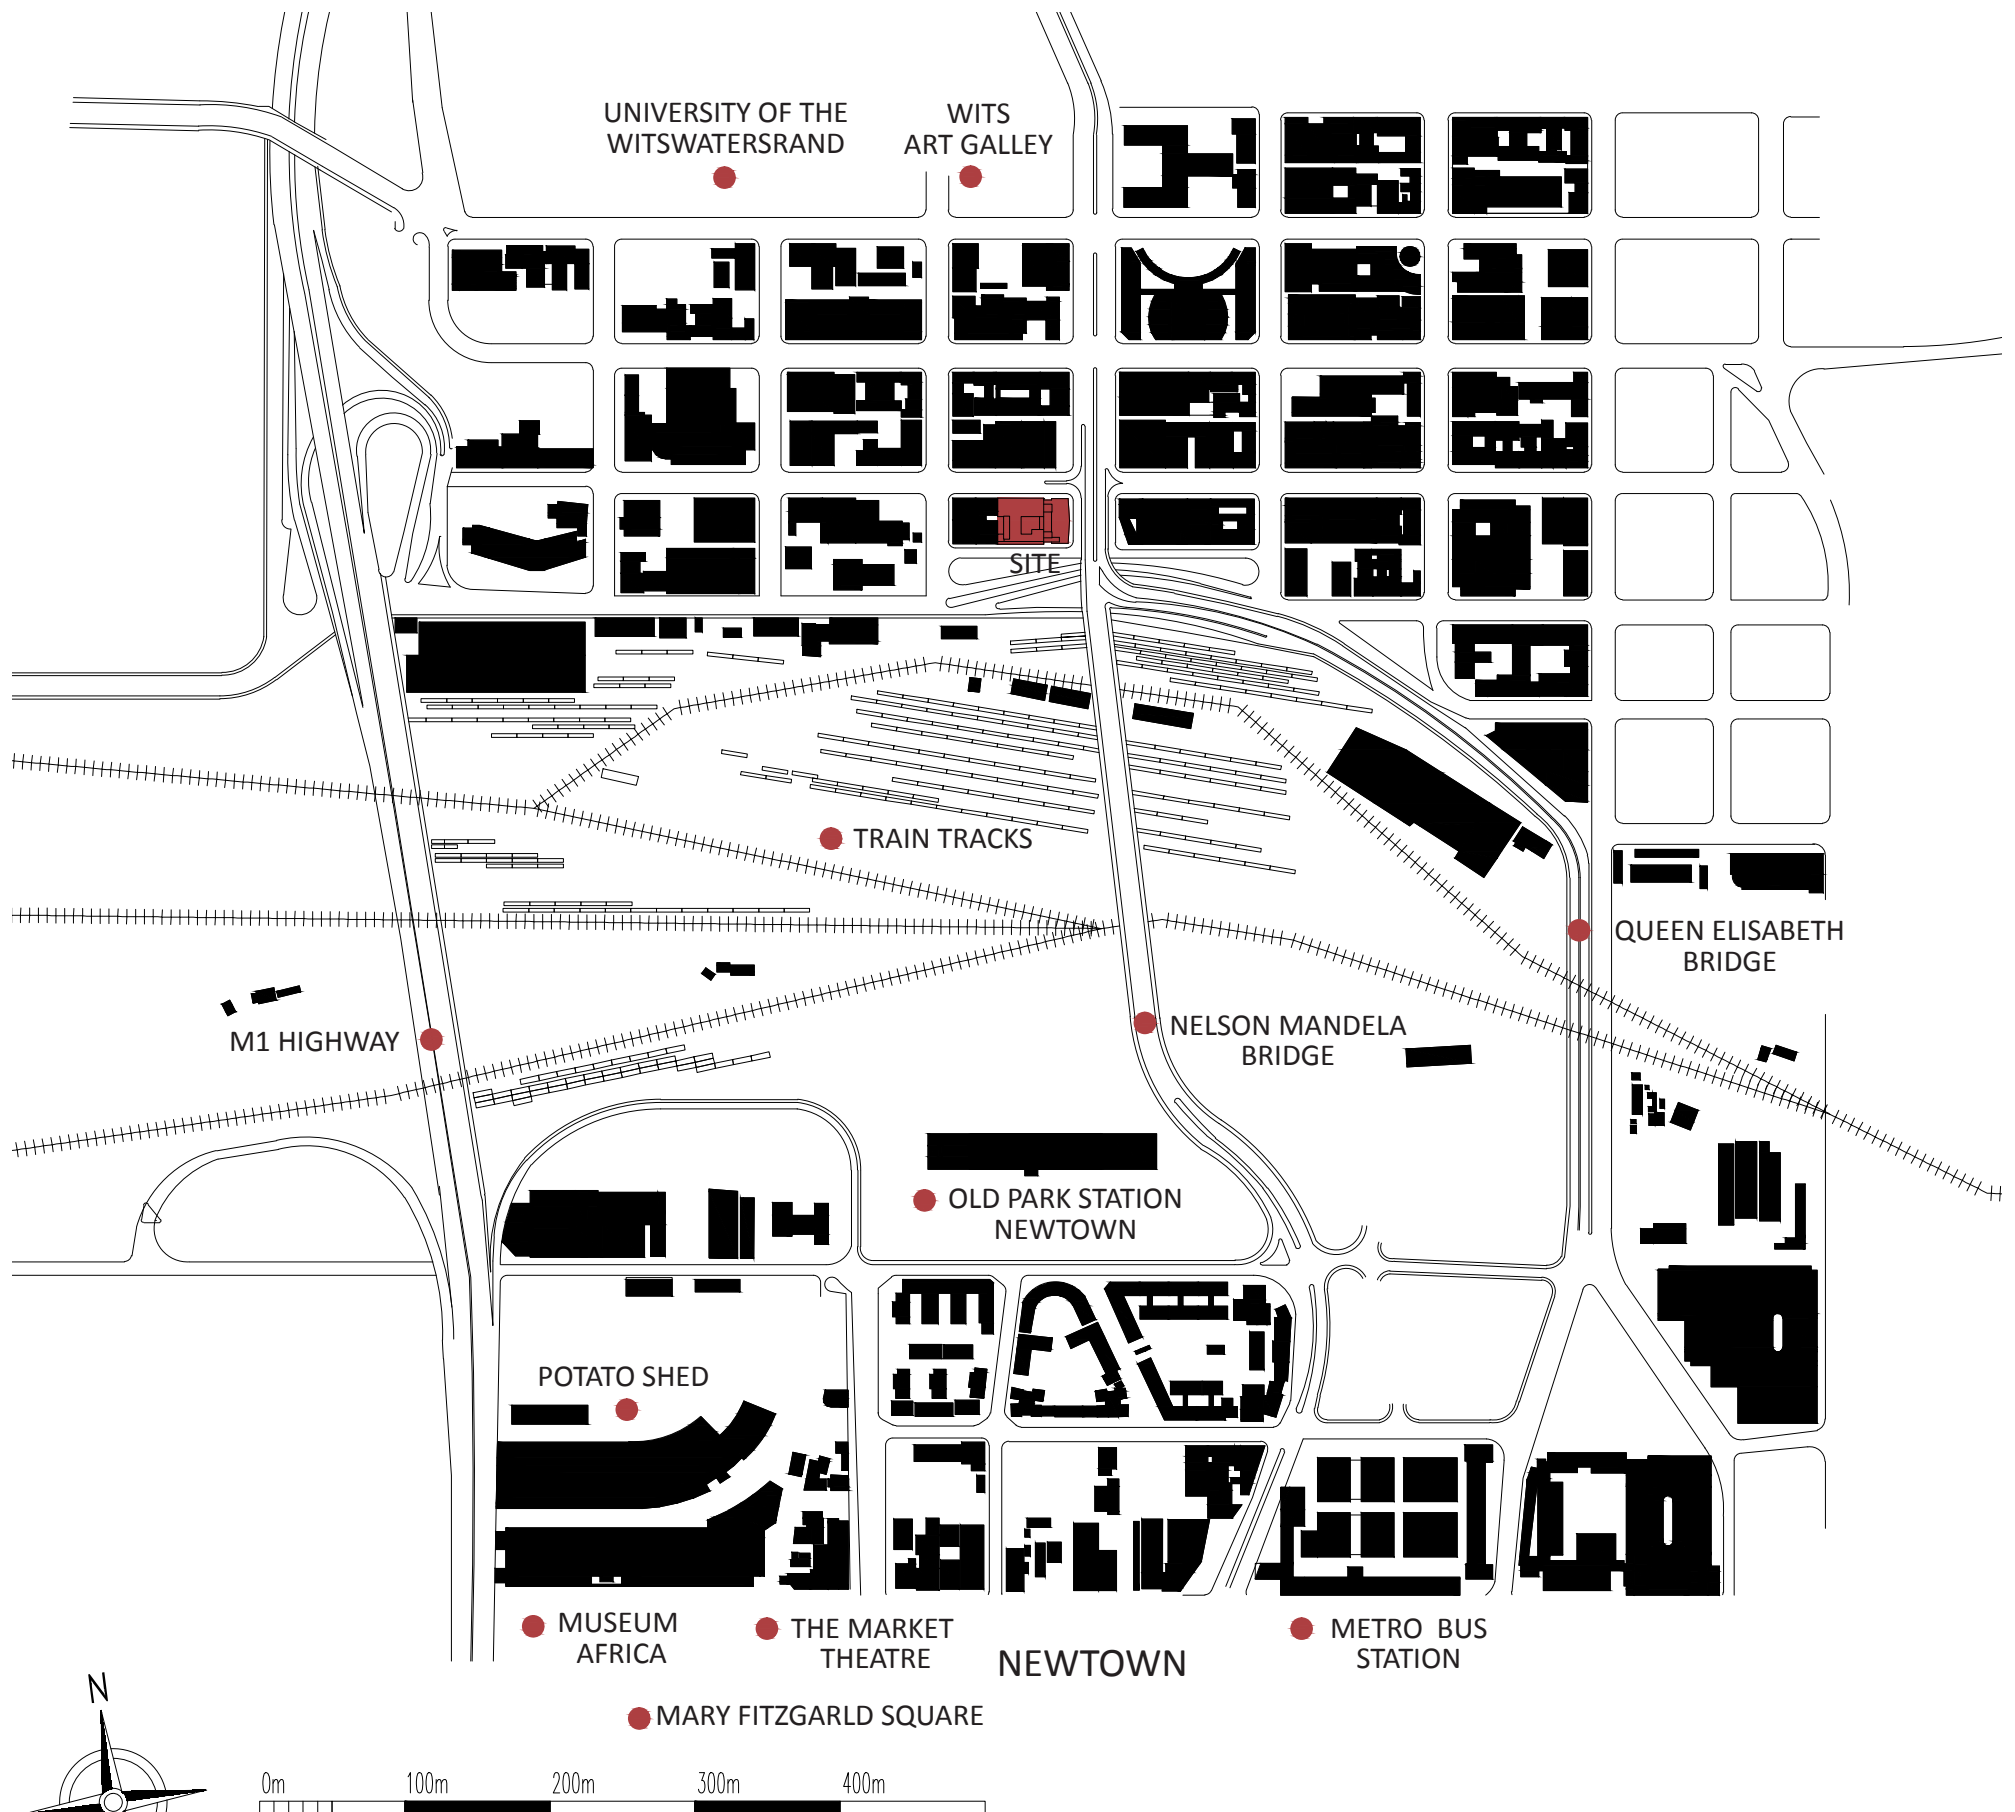 UNIVERSITY OF THE
WITSWATERSRAND
WITS
ART GALLEY
SITE
TRAIN TRACKS
QUEEN ELISABETH
BRIDGE
M1 HIGHWAY
NELSON MANDELA
BRIDGE
OLD PARK STATION
NEWTOWN
POTATO SHED
MUSEUM
AFRICA
THE MARKET
THEATRE
NEWTOWN
METRO BUS
STATION
MARY FITZGARLD SQUARE
N
0m 100m 200m 300m 400m